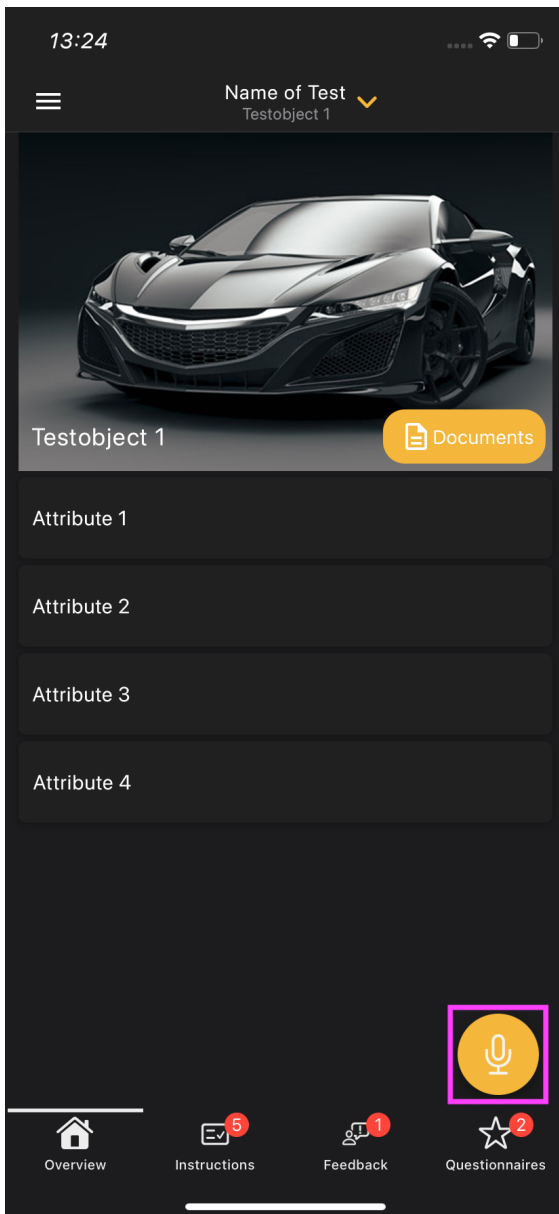 13:24
Name of Test
Testobject 1
Testobject 1
Documents
Attribute 1
Attribute 2
Attribute 3
Attribute 4
5
1
2
Overview
Instructions
Feedback
Questionnaires